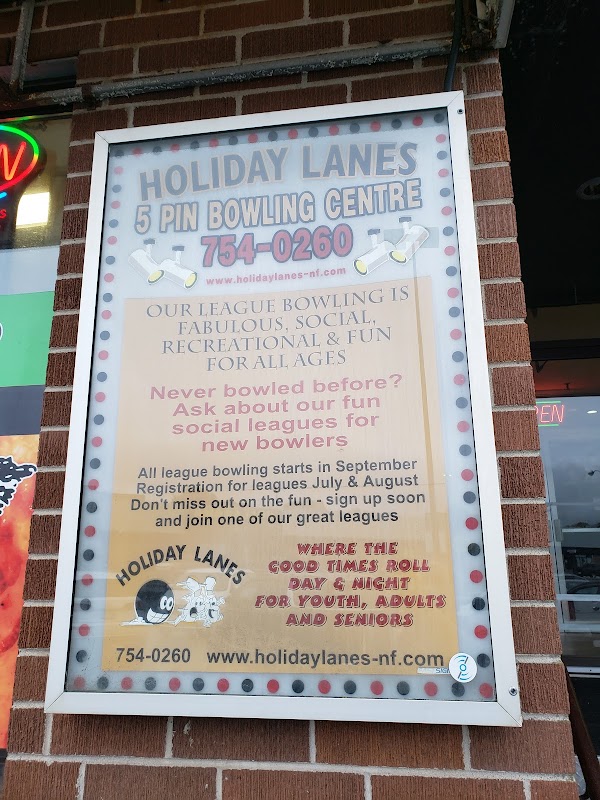 HOLIDAY LANES
5 PIN BOWLING CENTRE
754-0260
www.holidaylanes-nf.com
OUR LEAGUE BOWLING IS
FABULOUS, SOCIAL,
RECREATIONAL & FUN
FOR ALL AGES
Never bowled before?
Ask about our fun
social leagues for
new bowlers
All league bowling starts in September
Registration for leagues July & August
Don't miss out on the fun - sign up soon
and join one of our great leagues
HOLIDAY LANES
WHERE THE
GOOD TIMES ROLL
DAY & NIGHT
FOR YOUTH, ADULTS
AND SENIORS
754-0260 www.holidaylanes-nf.com